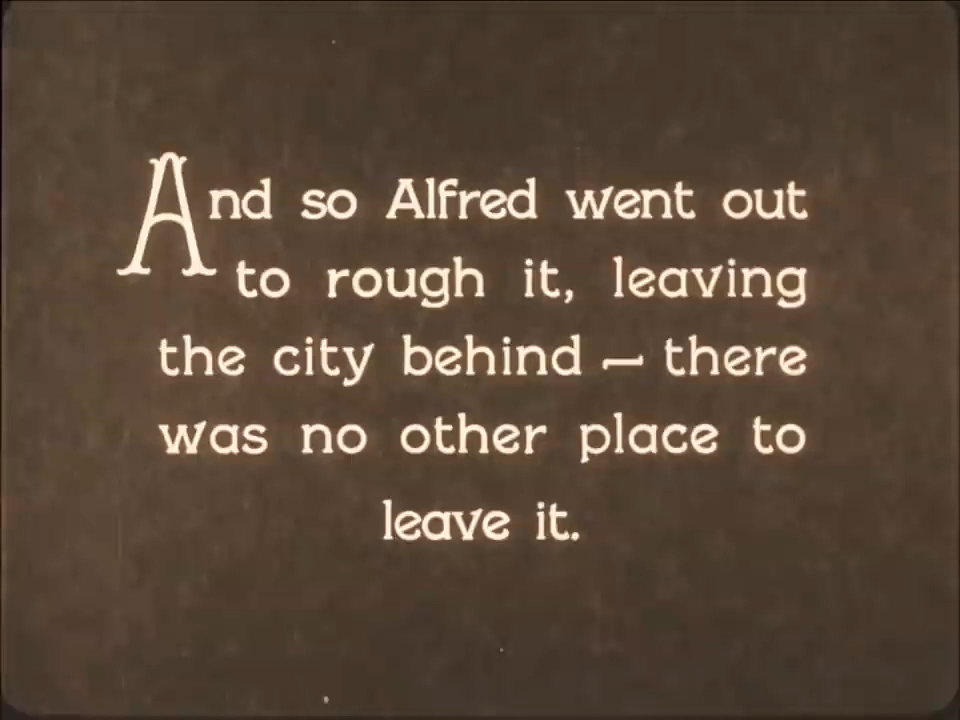 And so Alfred went out
to rough it, leaving
the city behind — there
was no other place to
leave it.